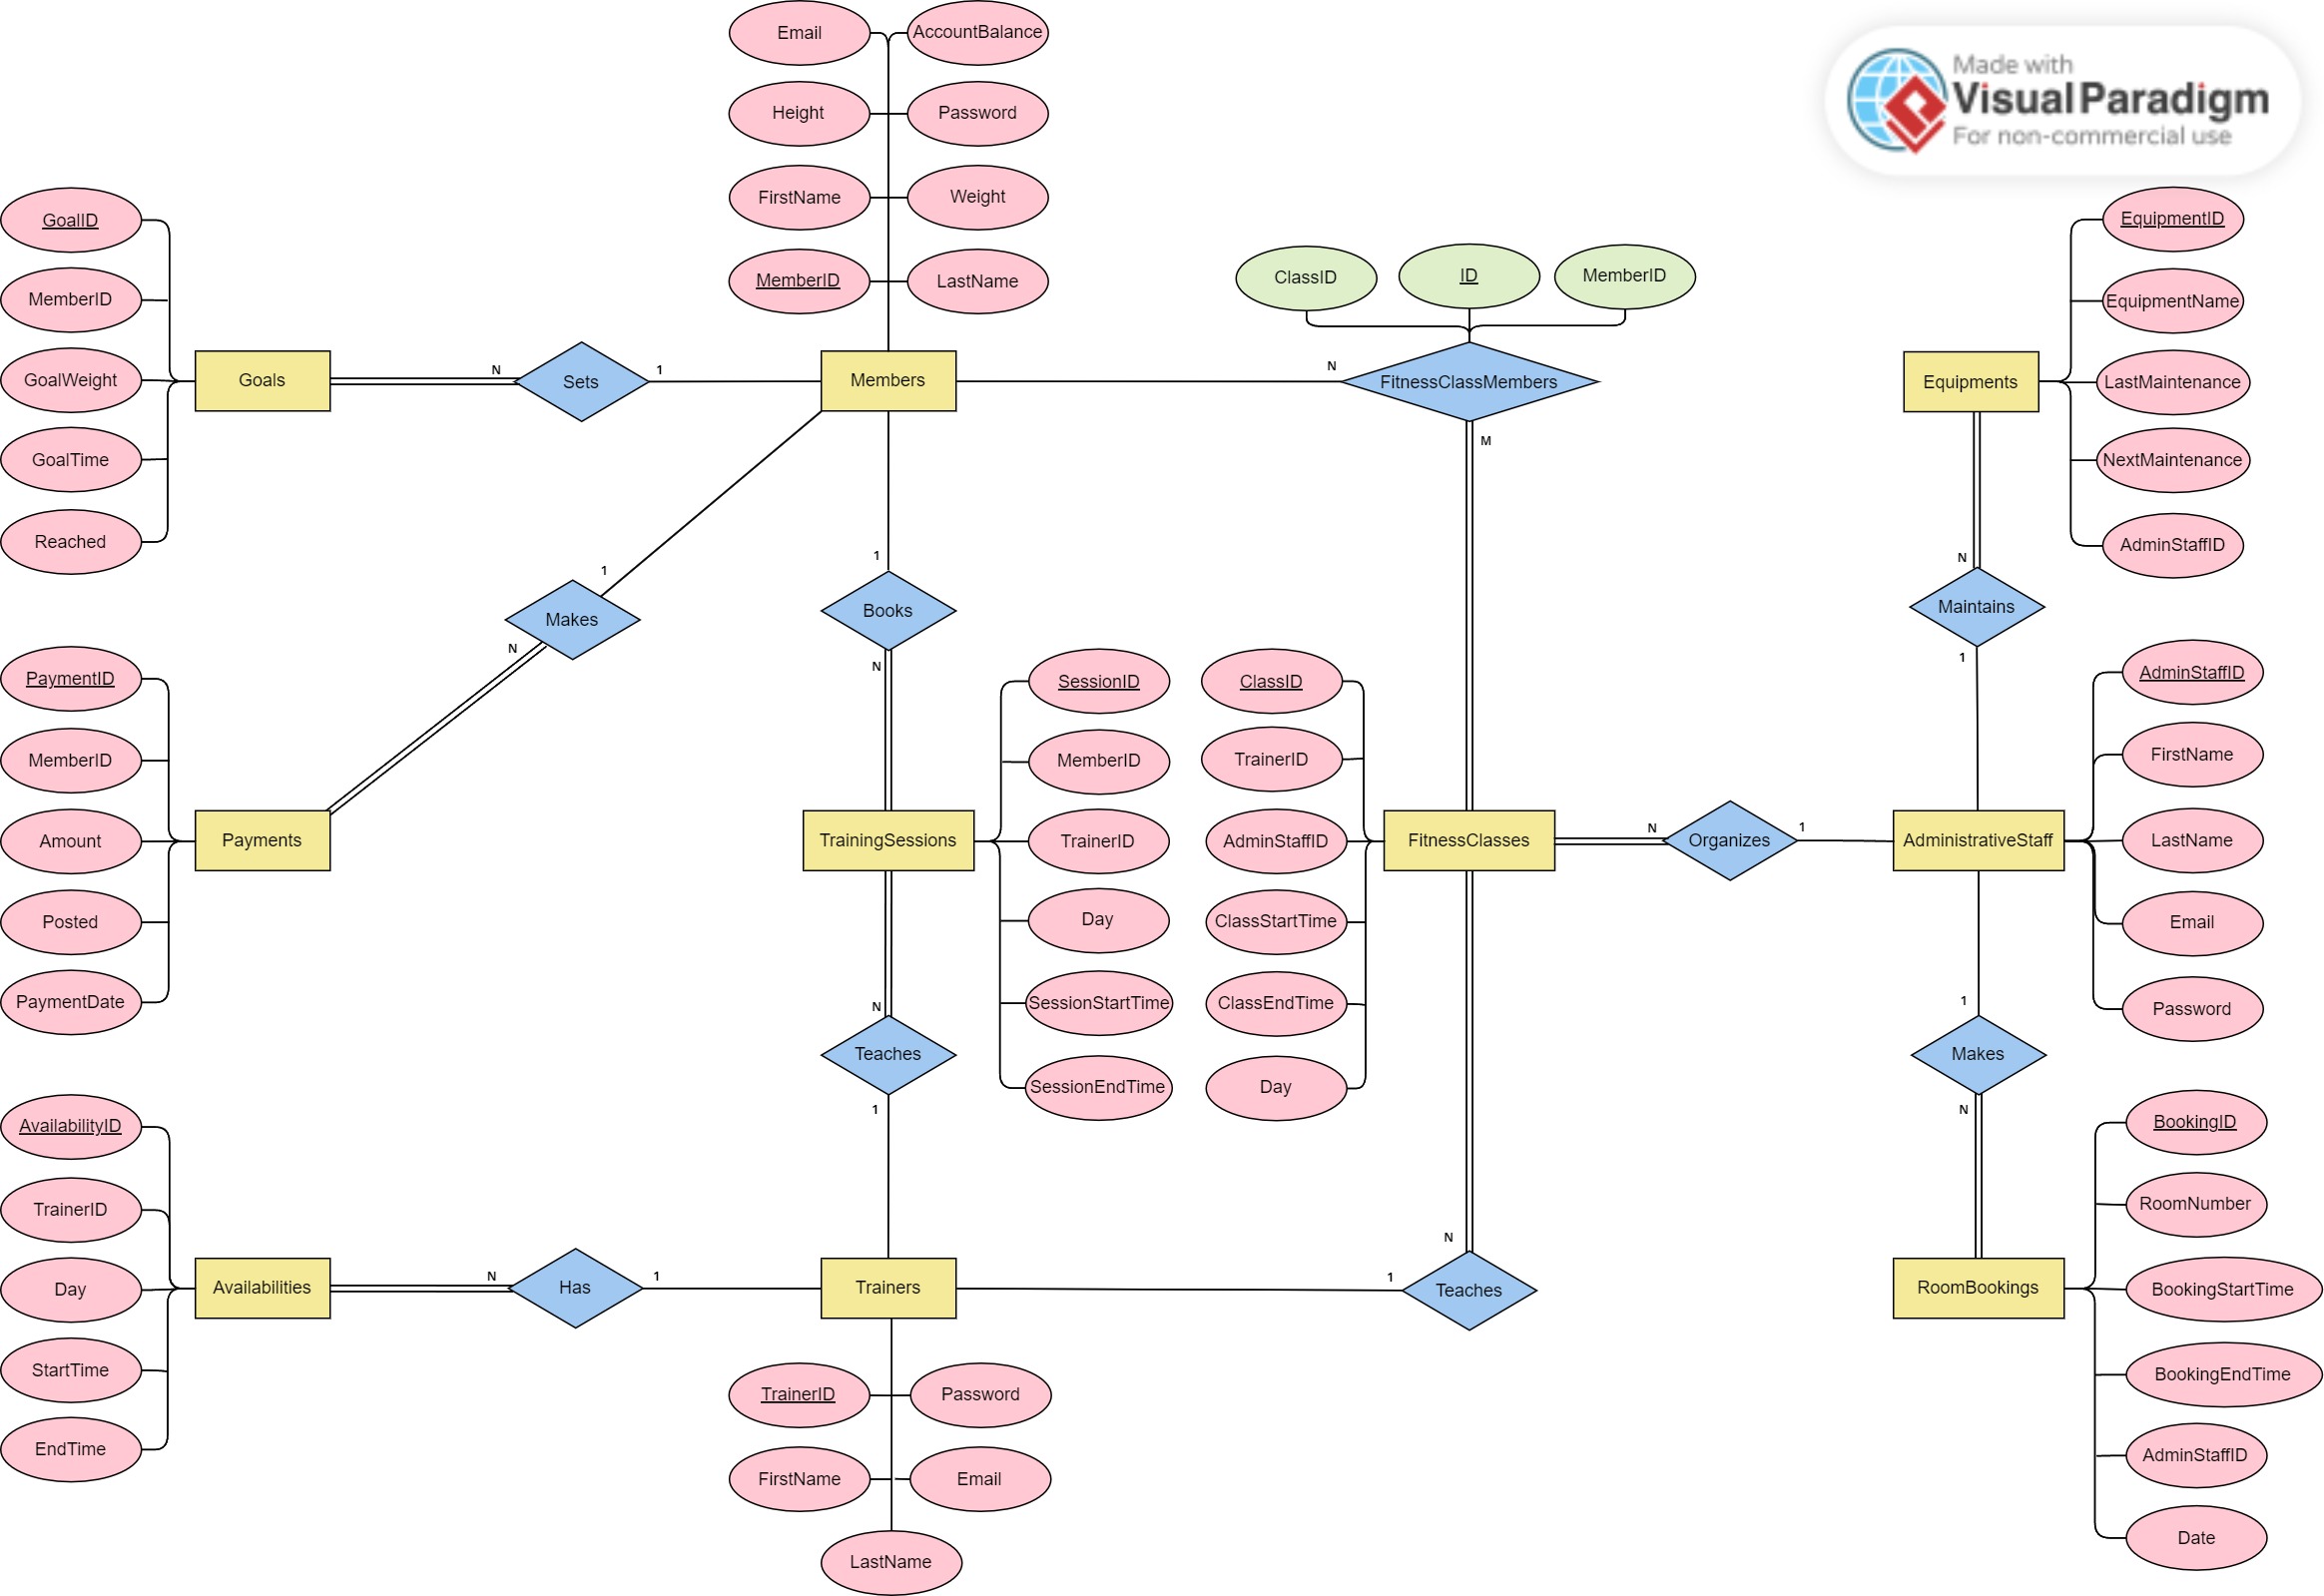 Email
AccountBalance
Height
Password
FirstName
Weight
MemberID
LastName
Made with
Visual Paradigm
For non-commercial use
GoalID
MemberID
GoalWeight
GoalTime
Reached
Goals
N
Sets
1
Members
N
FitnessClassMembers
M
ClassID
ID
MemberID
Equipments
EquipmentID
EquipmentName
LastMaintenance
NextMaintenance
AdminStaffID
1
Makes
N
1
Books
N
N
Maintains
1
PaymentID
MemberID
Amount
Posted
PaymentDate
Payments
TrainingSessions
SessionID
MemberID
TrainerID
Day
SessionStartTime
SessionEndTime
ClassID
TrainerID
AdminStaffID
ClassStartTime
ClassEndTime
Day
FitnessClasses
N
Organizes
1
AdministrativeStaff
AdminStaffID
FirstName
LastName
Email
Password
N
Teaches
1
1
Makes
N
AvailabilityID
TrainerID
Day
StartTime
EndTime
Availabilities
N
Has
1
Trainers
1
N
Teaches
RoomBookings
BookingID
RoomNumber
BookingStartTime
BookingEndTime
AdminStaffID
Date
TrainerID
Password
FirstName
Email
LastName